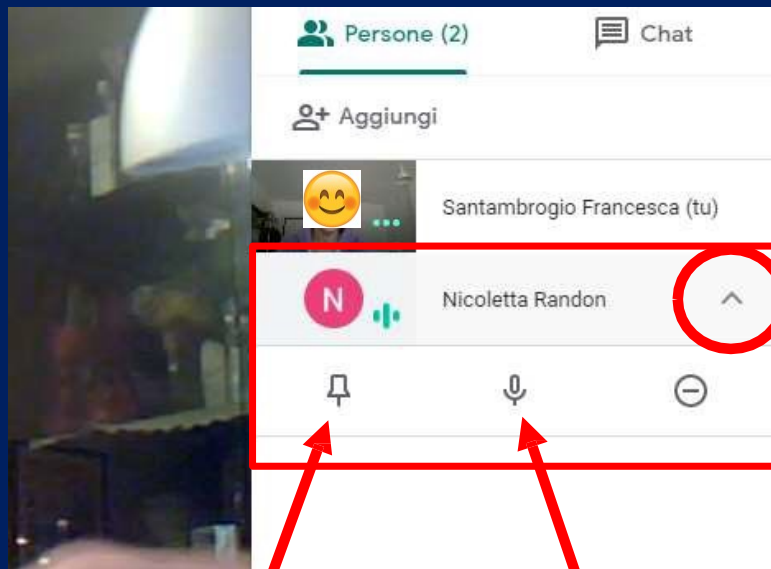 Persone (2)
Chat
Aggiungi
Santambrogio Francesca (tu)
N
Nicoletta Randon